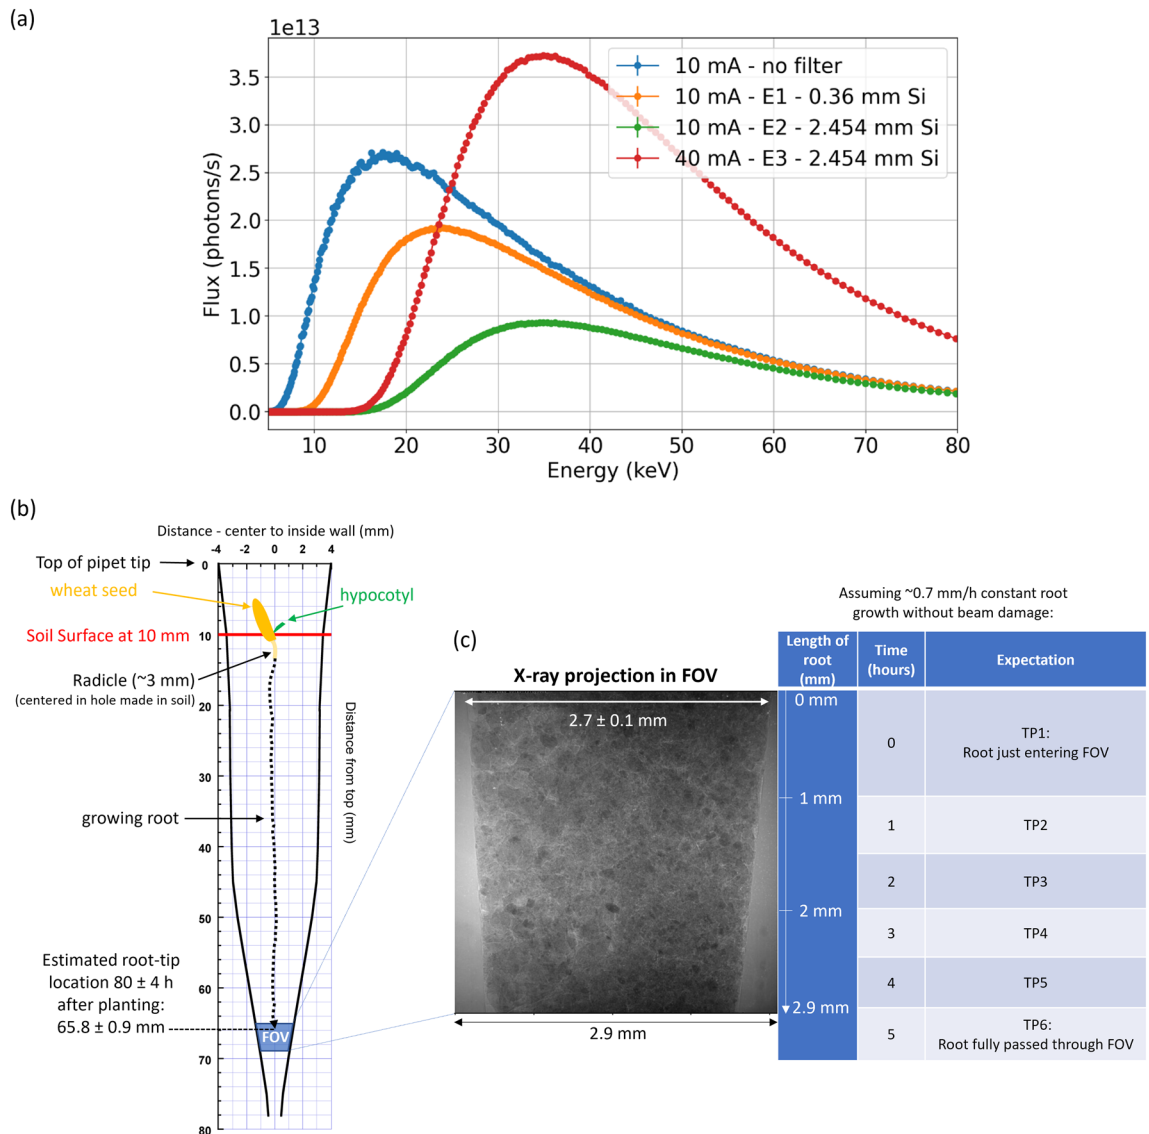 (a)
1e13
3.5
3.0
2.5
2.0
1.5
1.0
0.5
0.0
Flux (photons/s)
10 mA - no filter
10 mA - E1 - 0.36 mm Si
10 mA - E2 - 2.454 mm Si
40 mA - E3 - 2.454 mm Si
10 20 30 40 50 60 70 80
Energy (keV)
(b)
Distance - center to inside wall (mm)
-4 -2 0 2 4
Top of pipet tip
0
wheat seed
hypocotyl
Soil Surface at 10 mm
10
Radicle (~3 mm)
(centered in hole made in soil)
20
30
growing root
40
50
Estimated root-tip
location 80 ± 4 h
after planting:
65.8 ± 0.9 mm
60
FOV
70
80
Distance from top (mm)
(c)
X-ray projection in FOV
2.7 ± 0.1 mm
2.9 mm
Assuming ~0.7 mm/h constant root
growth without beam damage:
Length of
root
(mm)
Time
(hours)
Expectation
0 mm
1 mm
2 mm
2.9 mm
0
TP1:
Root just entering FOV
1 TP2
2 TP3
3 TP4
4 TP5
5
TP6:
Root fully passed through FOV